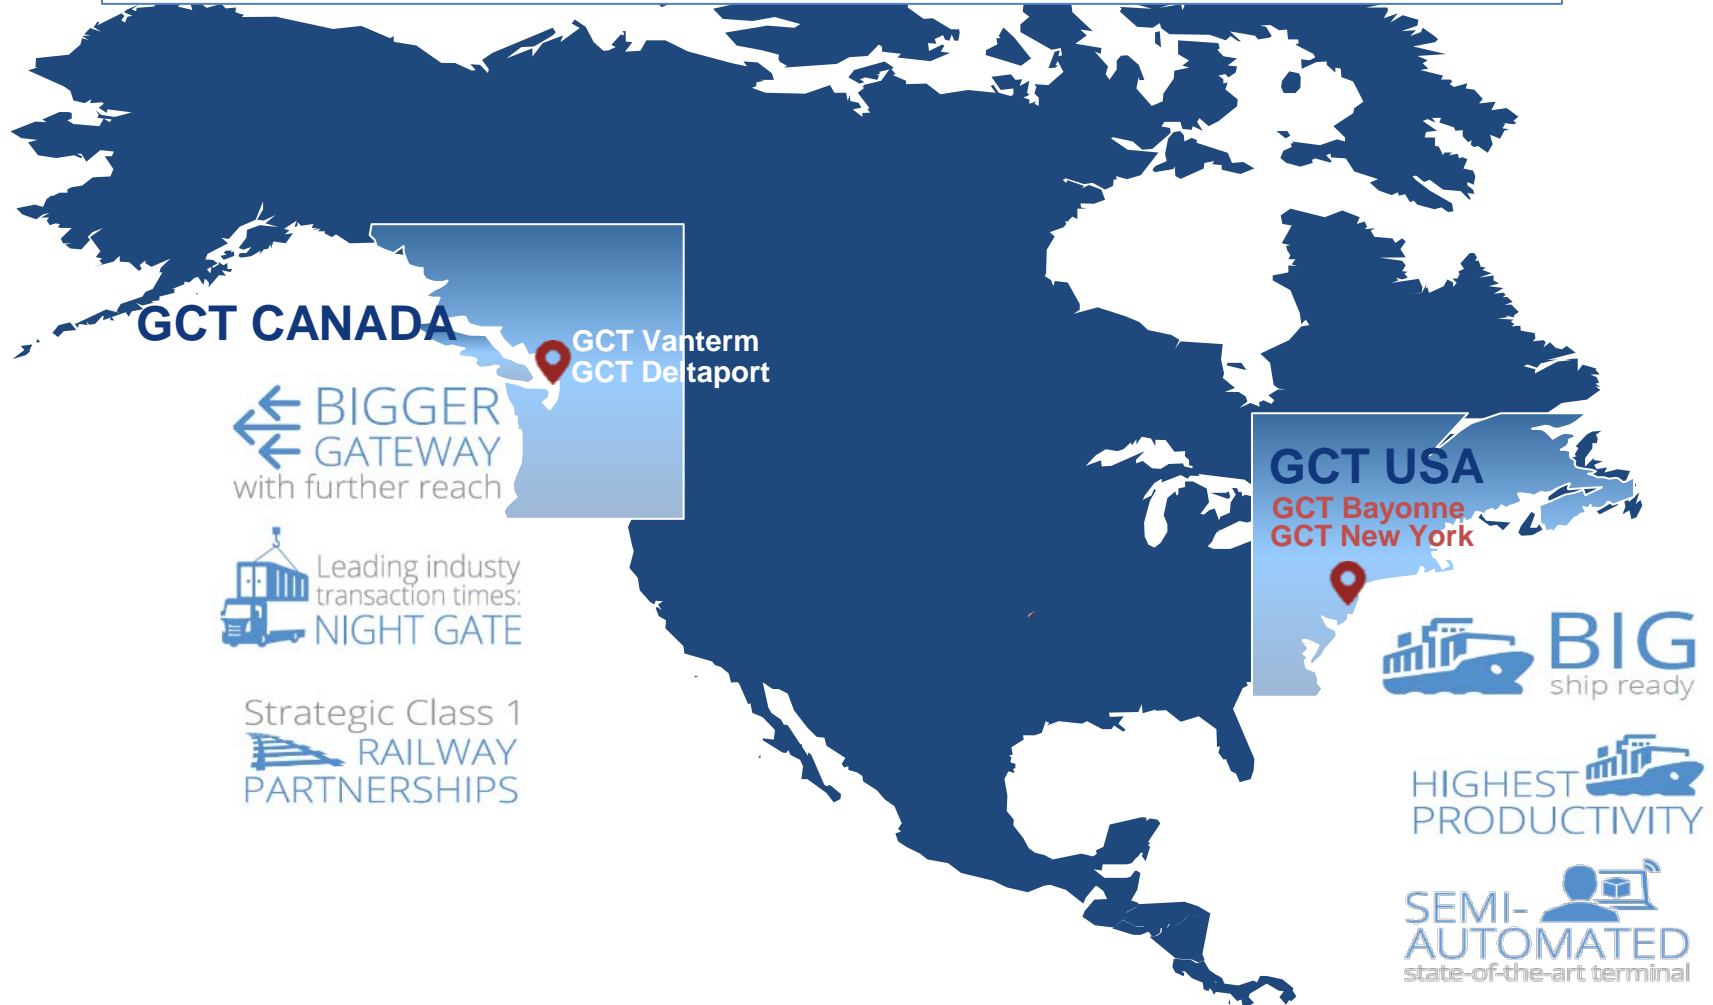 GCT CANADA
GCT Vanterm
GCT Deltaport
BIGGER
GATEWAY
with further reach
Leading industy
transaction times:
NIGHT GATE
Strategic Class 1
RAILWAY
PARTNERSHIPS
GCT USA
GCT Bayonne
GCT New York
BIG
ship ready
HIGHEST
PRODUCTIVITY
SEMI-
AUTOMATED
state-of-the-art terminal